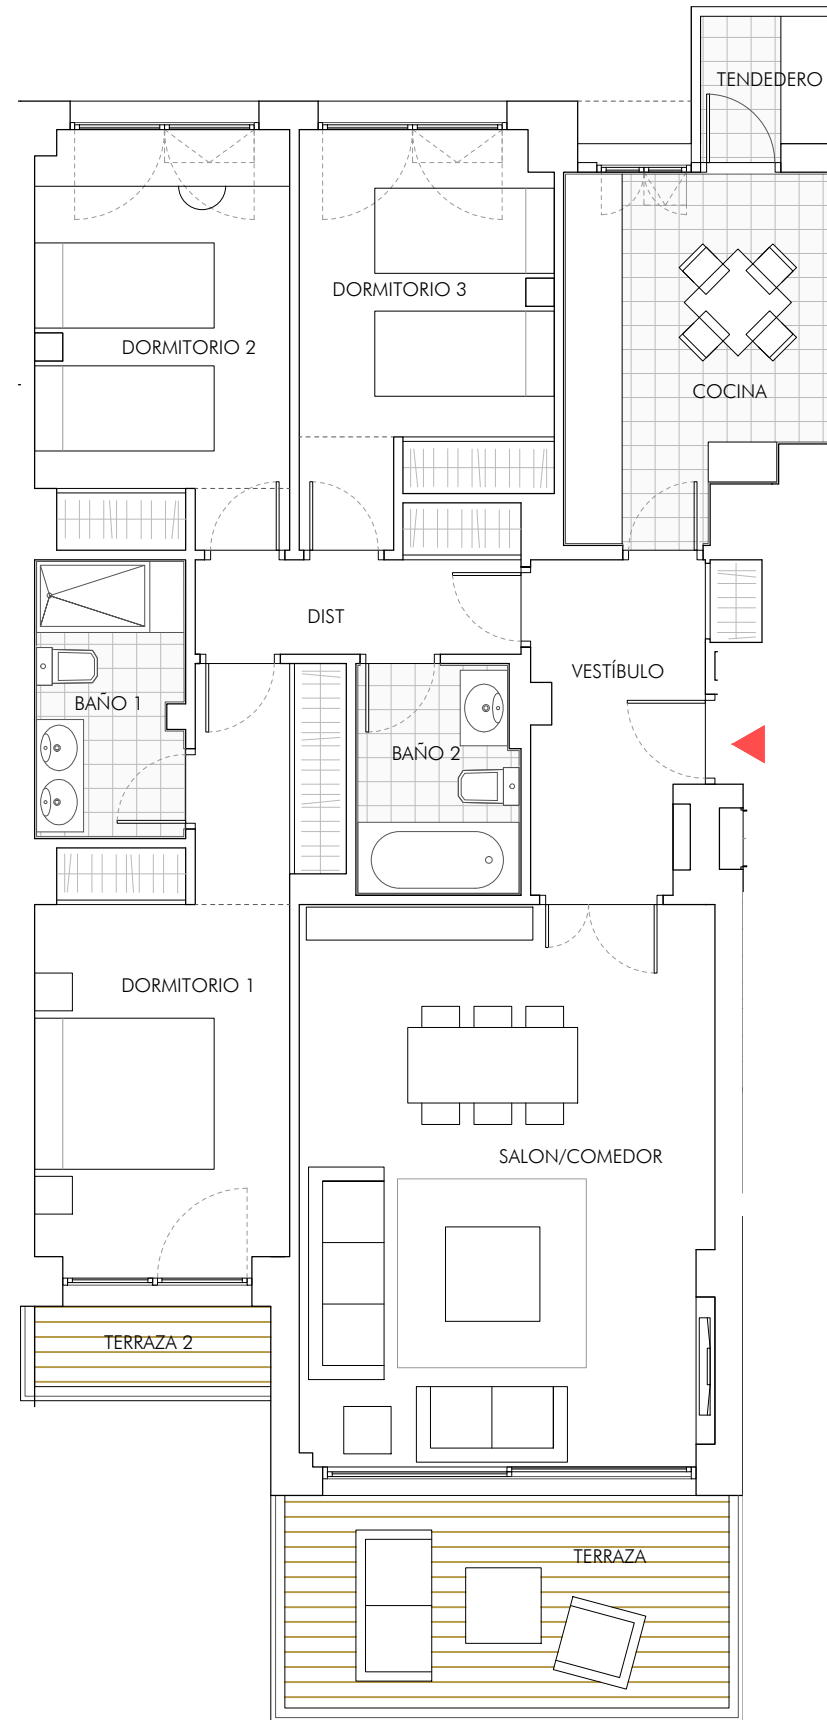 TENDEDERO
DORMITORIO 3
DORMITORIO 2
COCINA
DIST
VESTÍBULO
BAÑO 1
BAÑO 2
DORMITORIO 1
SALON/COMEDOR
TERRAZA 2
TERRAZA